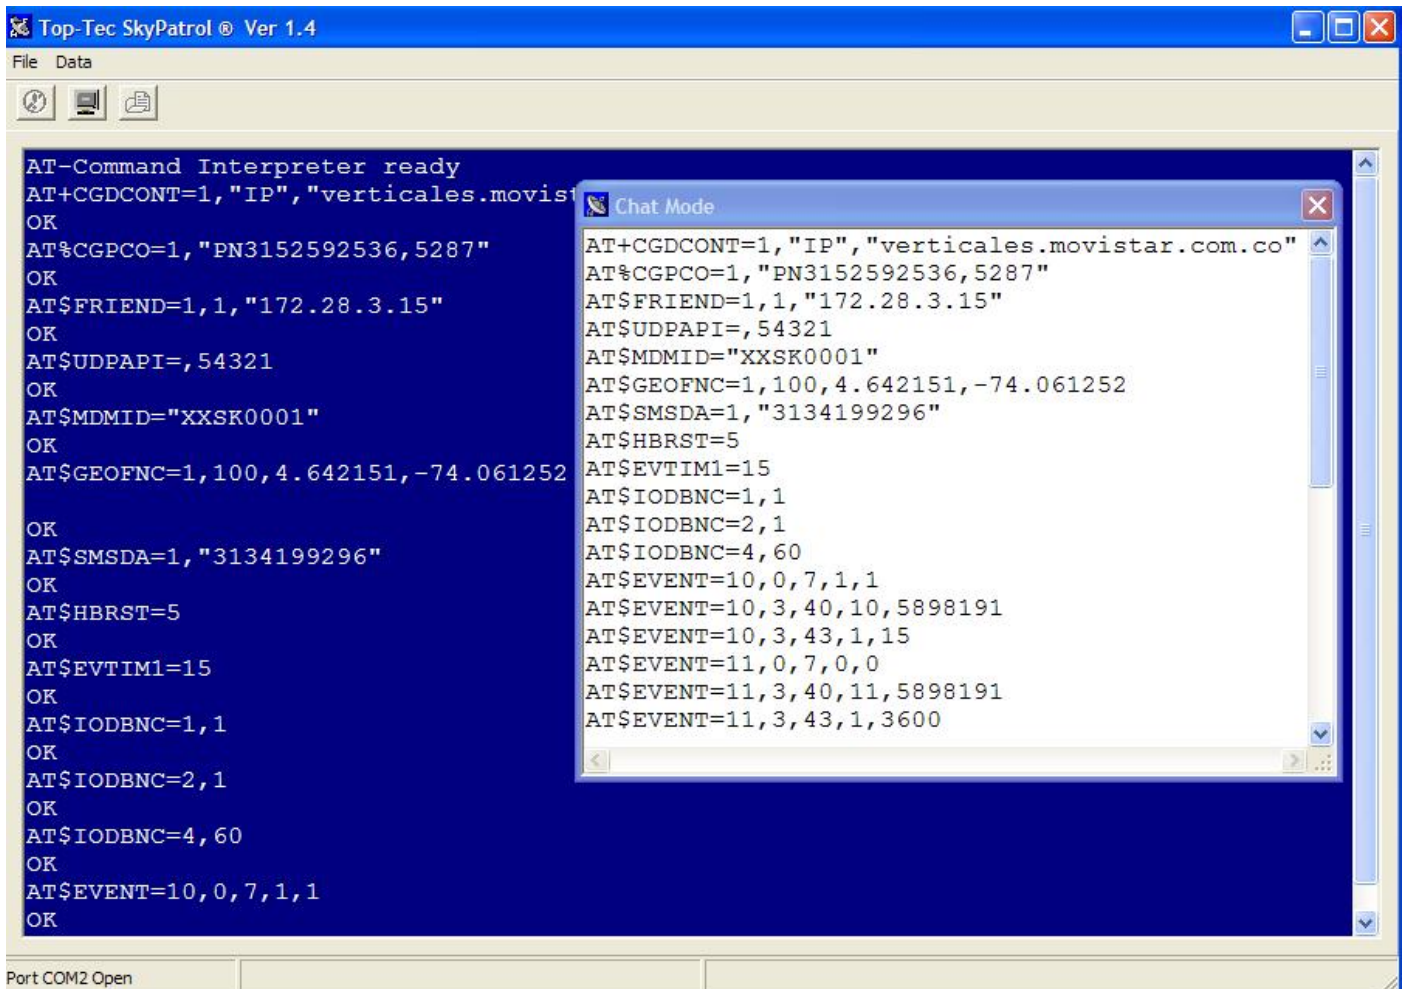 Top-Tec SkyPatrol ® Ver 1.4
File Data
AT-Command Interpreter ready
AT+CGDCONT=1,"IP","verticales.movist
OK
AT%CGPCO=1,"PN3152592536,5287"
OK
AT$FRIEND=1,1,"172.28.3.15"
OK
AT$UDPAPI=,54321
OK
AT$MDMID="XXSK0001"
OK
AT$GEOFNC=1,100,4.642151,-74.061252
OK
AT$SMSDA=1,"3134199296"
OK
AT$HBRST=5
OK
AT$EVTIM1=15
OK
AT$IODBNC=1,1
OK
AT$IODBNC=2,1
OK
AT$IODBNC=4,60
OK
AT$EVENT=10,0,7,1,1
OK
Chat Mode
AT+CGDCONT=1,"IP","verticales.movistar.com.co"
AT%CGPCO=1,"PN3152592536,5287"
AT$FRIEND=1,1,"172.28.3.15"
AT$UDPAPI=,54321
AT$MDMID="XXSK0001"
AT$GEOFNC=1,100,4.642151,-74.061252
AT$SMSDA=1,"3134199296"
AT$HBRST=5
AT$EVTIM1=15
AT$IODBNC=1,1
AT$IODBNC=2,1
AT$IODBNC=4,60
AT$EVENT=10,0,7,1,1
AT$EVENT=10,3,40,10,5898191
AT$EVENT=10,3,43,1,15
AT$EVENT=11,0,7,0,0
AT$EVENT=11,3,40,11,5898191
AT$EVENT=11,3,43,1,3600
Port COM2 Open